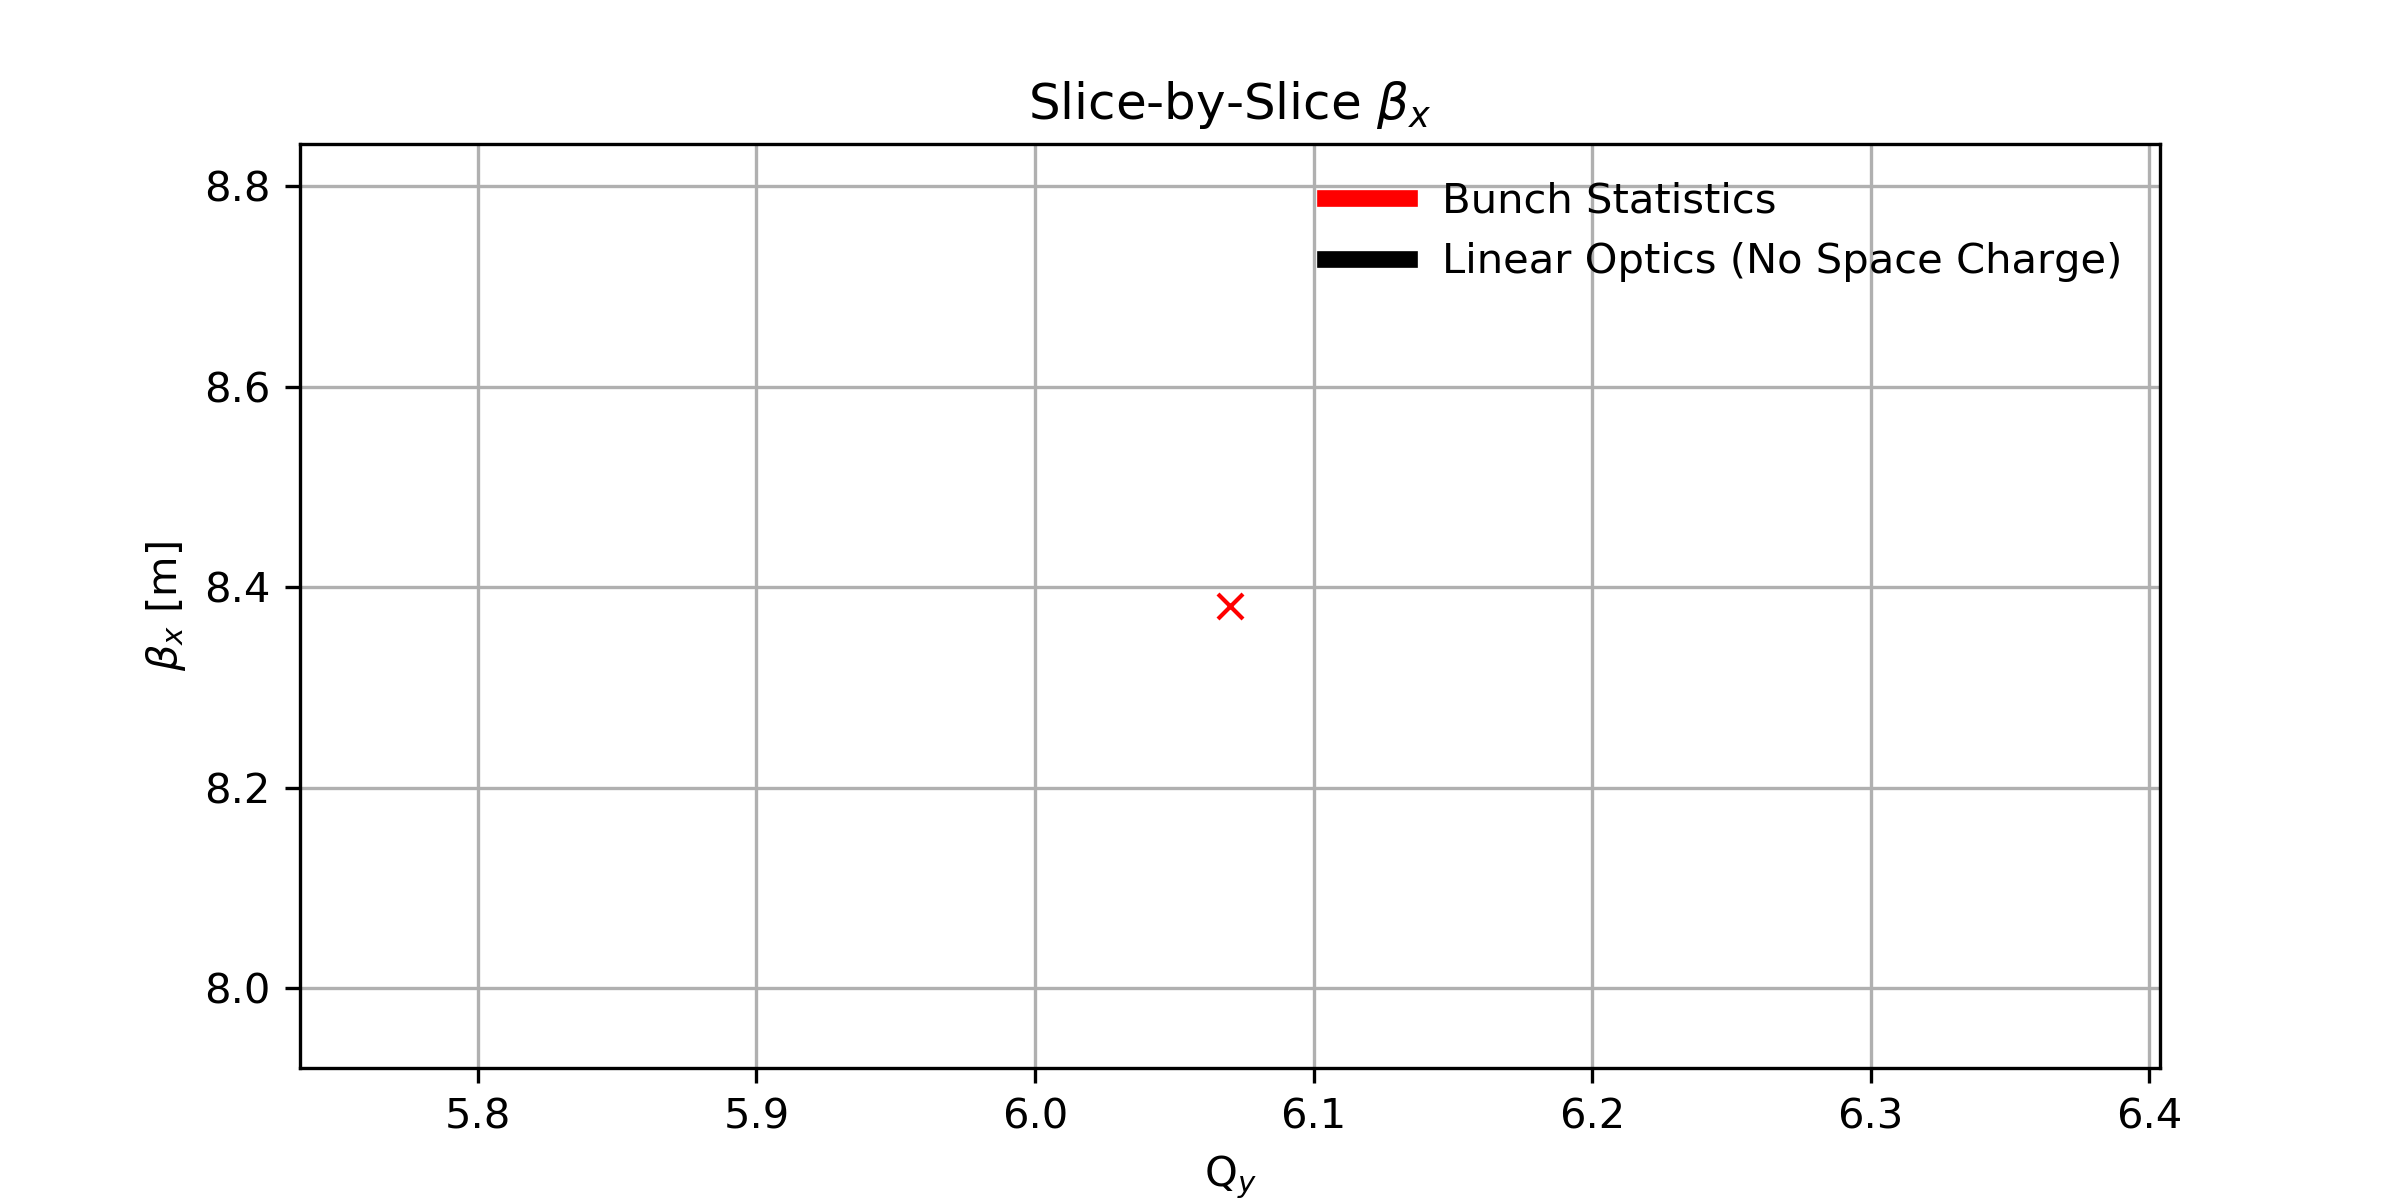 Slice-by-Slice βx
Bunch Statistics
Linear Optics (No Space Charge)
βx [m]
8.8
8.6
8.4
8.2
8.0
5.8 5.9 6.0 6.1 6.2 6.3 6.4
Qy